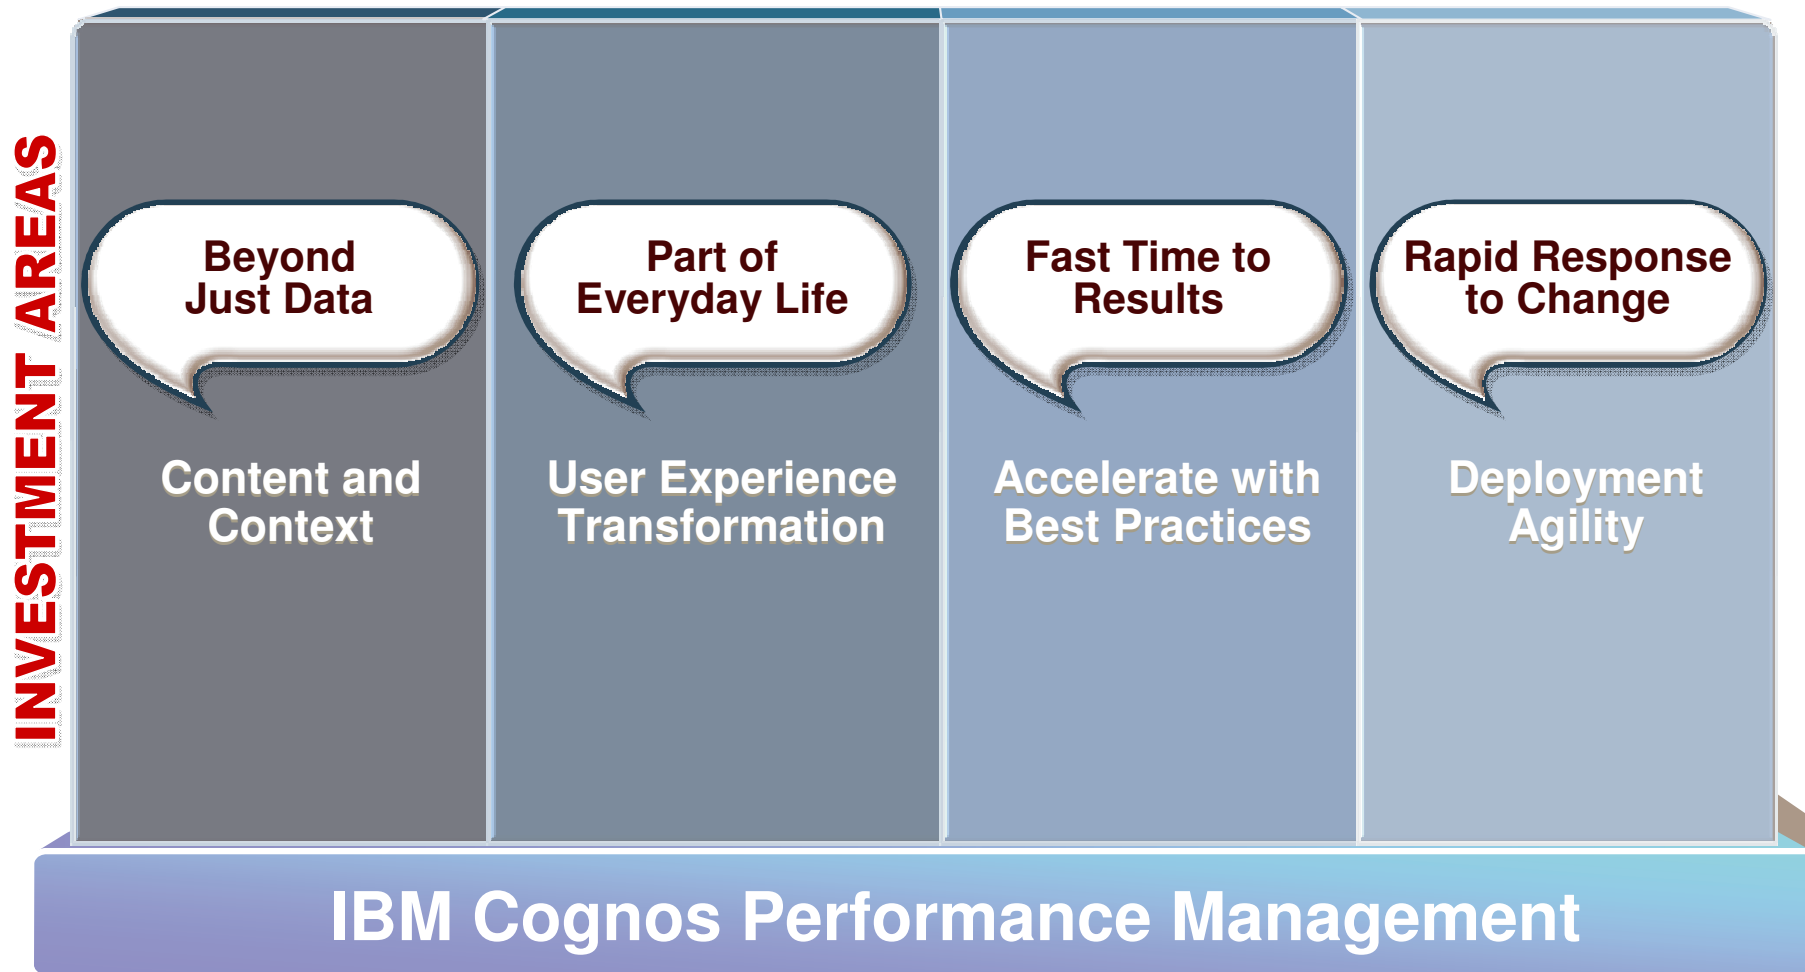 INVESTMENT AREAS
Beyond
Just Data
Part of
Everyday Life
Fast Time to
Results
Rapid Response
to Change
Content and
Context
User Experience
Transformation
Accelerate with
Best Practices
Deployment
Agility
IBM Cognos Performance Management